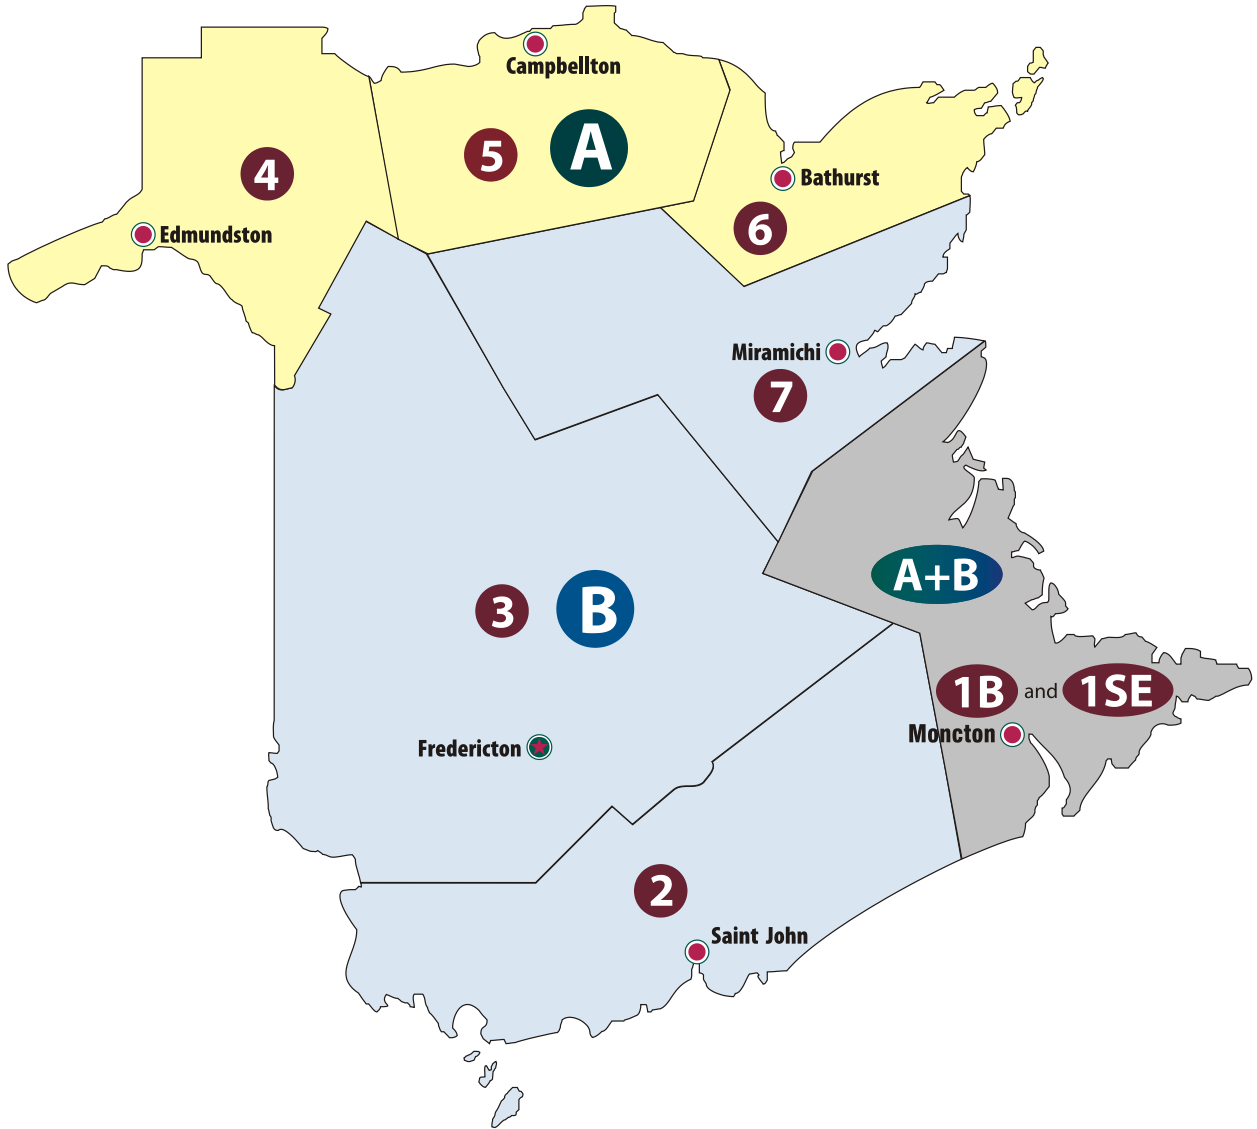 Campbellton
5 A
4
Bathurst
6
Edmundston
Miramichi
7
A+B
3 B
1B and 1SE
Moncton
Fredericton
2
Saint John